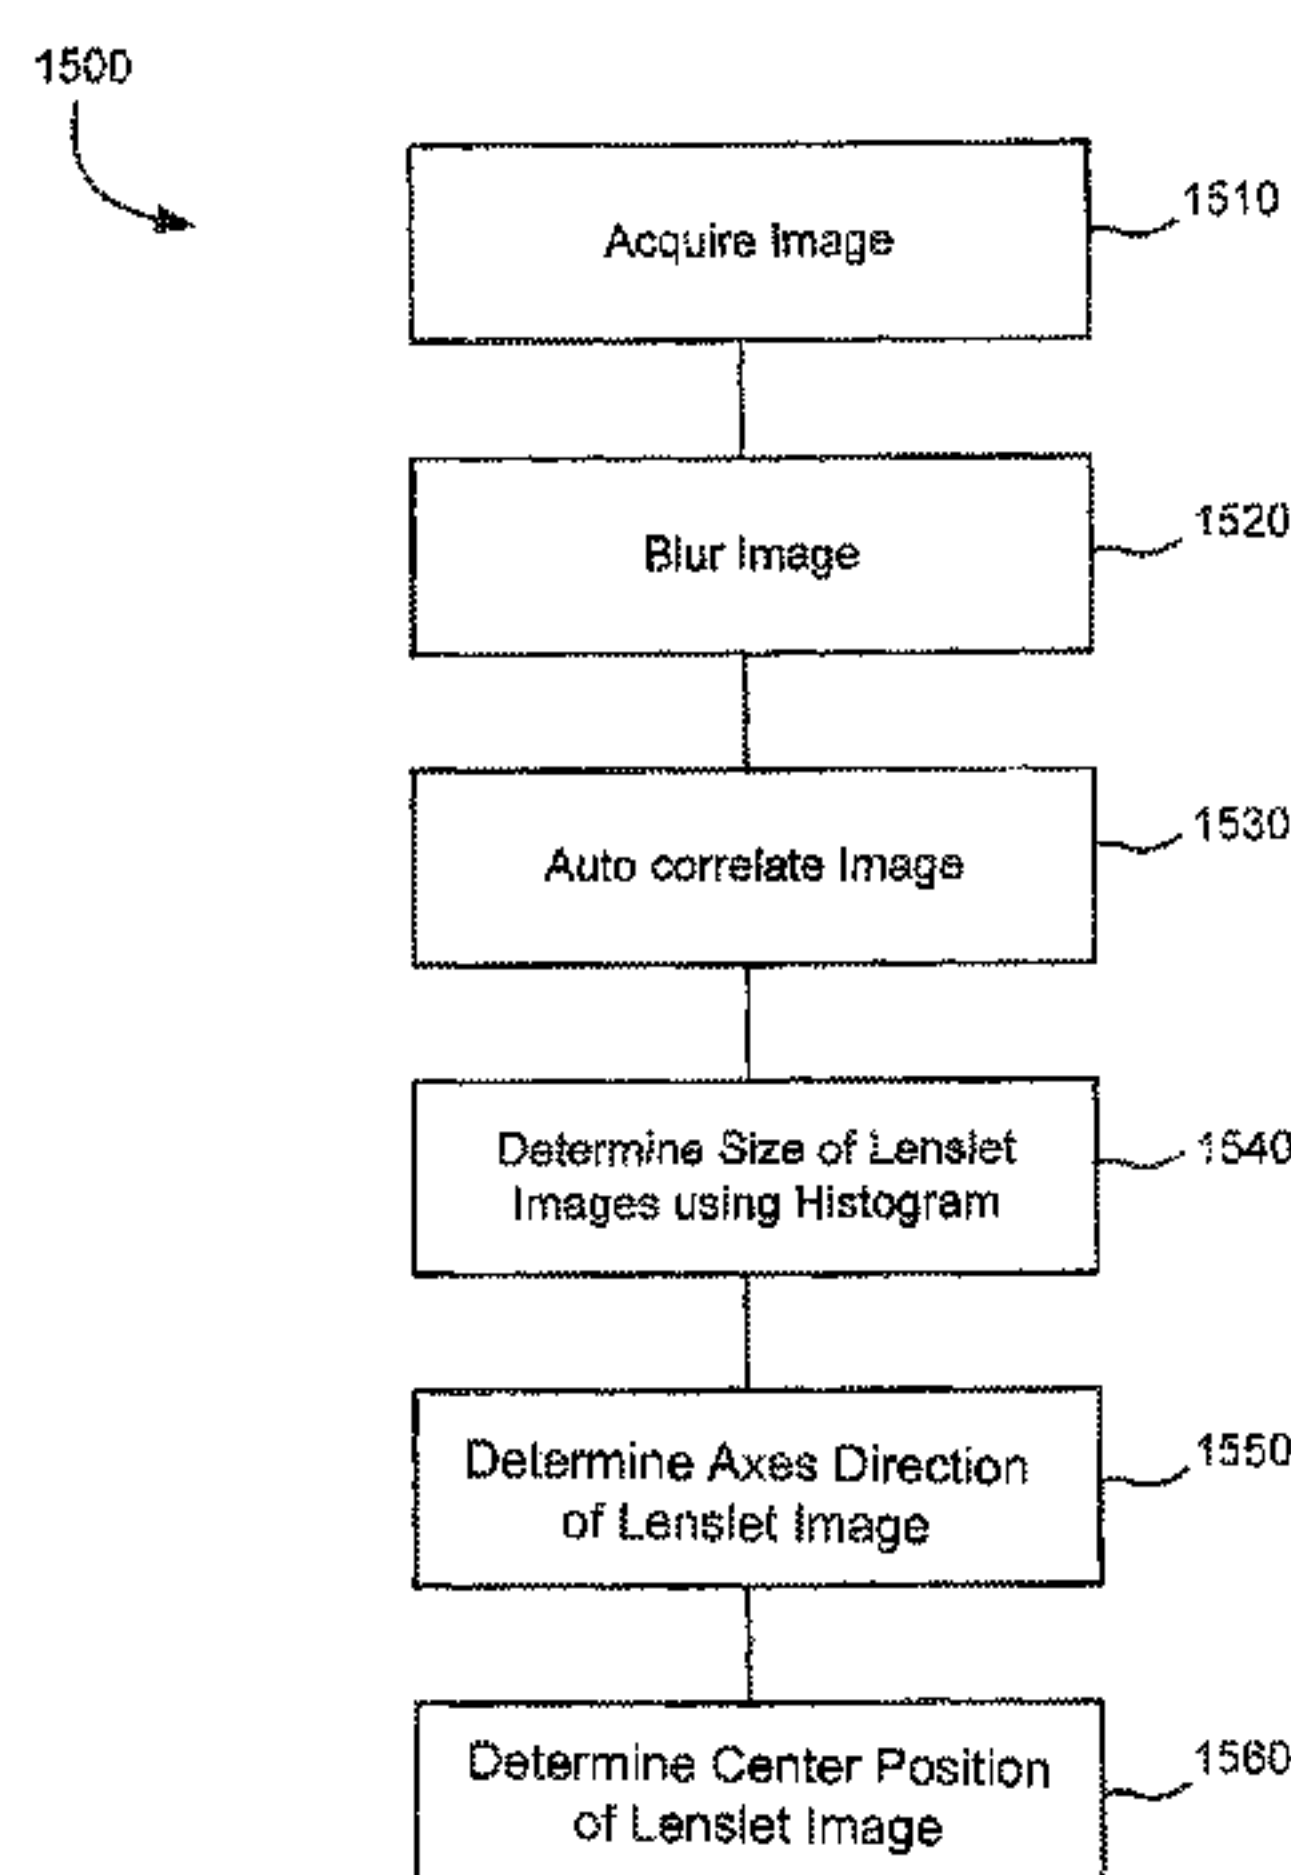 1500
Acquire Image
1510
Blur Image
1520
Auto correlate Image
1530
Determine Size of Lenslet
Images using Histogram
1540
Determine Axes Direction
of Lenslet Image
1550
Determine Center Position
of Lenslet Image
1560